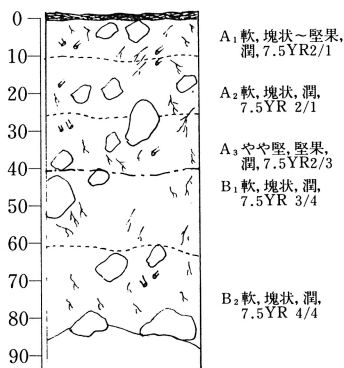 0
10
20
30
40
50
60
70
80
90
A₁軟,塊状~堅果,
潤,7.5YR2/1
A₂軟,塊状,潤,
7.5YR 2/1
A₃やや堅,堅果,
潤,7.5YR2/3
B₁軟,塊状,潤,
7.5YR 3/4
B₂軟,塊状,潤,
7.5YR 4/4